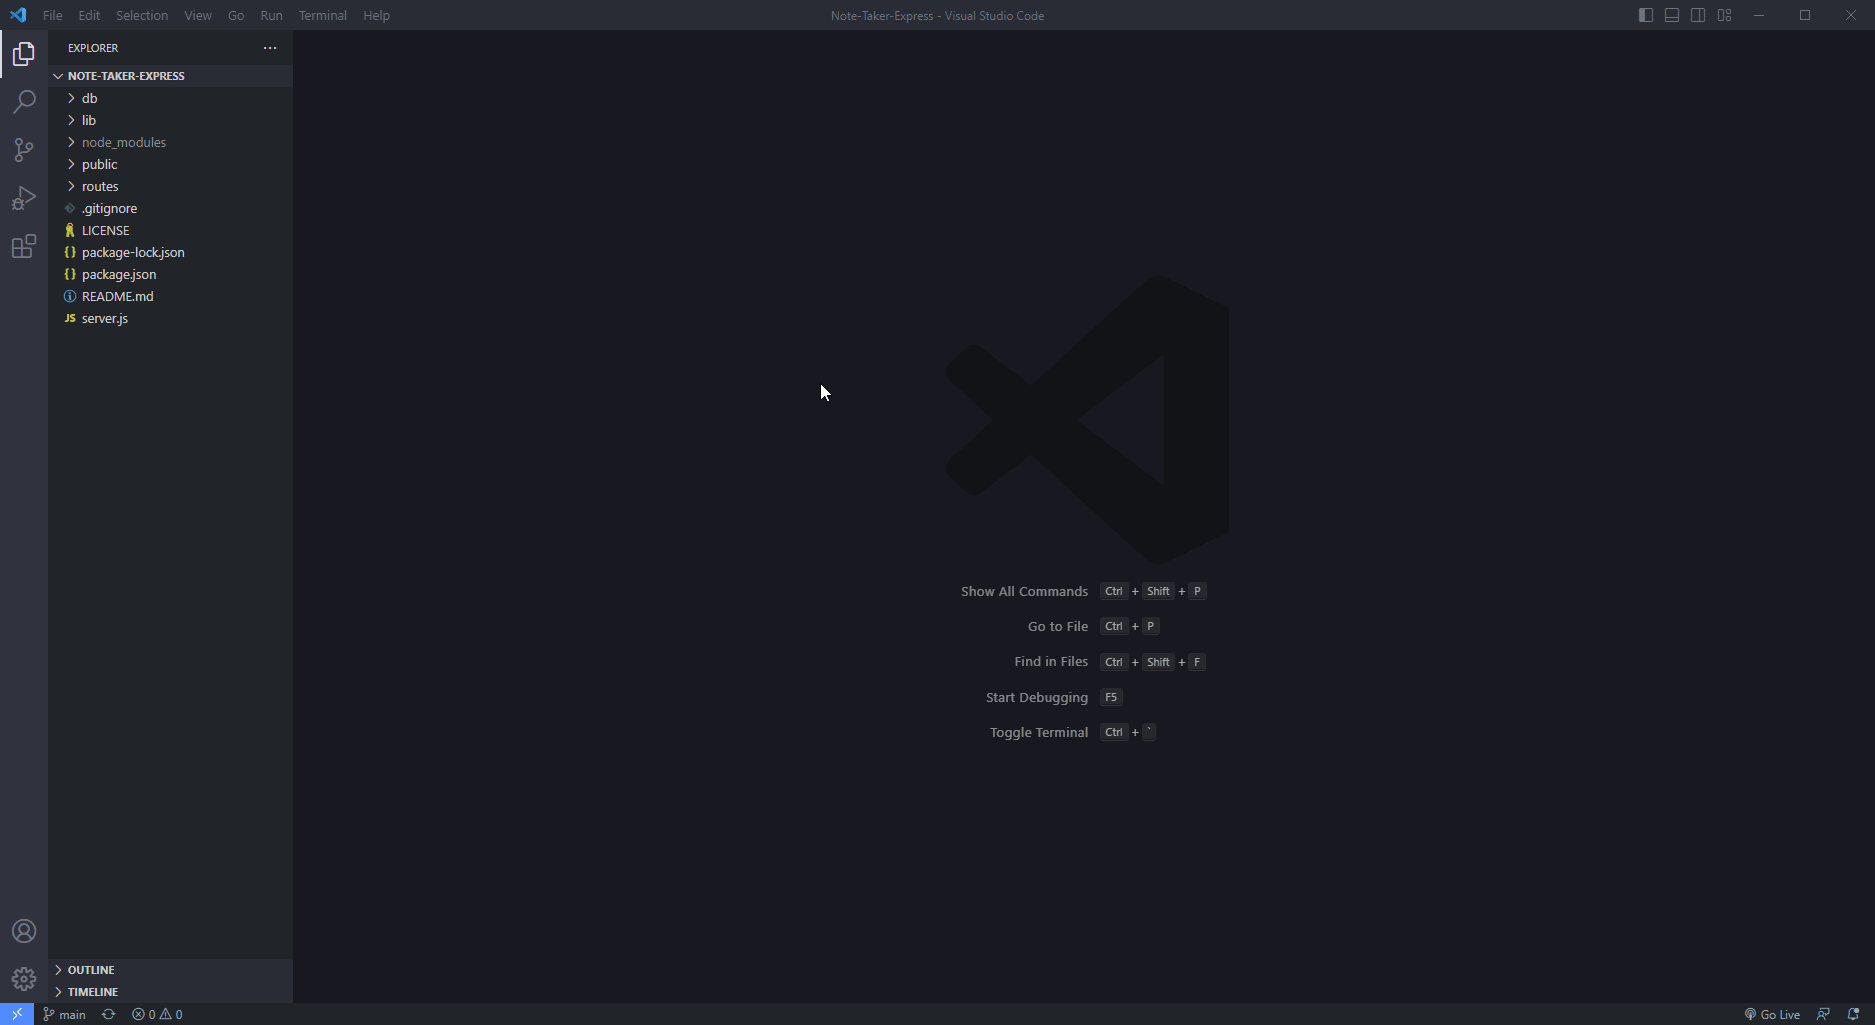 File Edit Selection View Go Run Terminal Help Note-Taker-Express - Visual Studio Code
EXPLORER
NOTE-TAKER-EXPRESS
db
lib
node_modules
public
routes
.gitignore
LICENSE
{} package-lock.json
{} package.json
README.md
JS server.js
Show All Commands Ctrl + Shift + P
Go to File Ctrl + P
Find in Files Ctrl + Shift + F
Start Debugging F5
Toggle Terminal Ctrl + `
OUTLINE
TIMELINE
main 0 0 Go Live